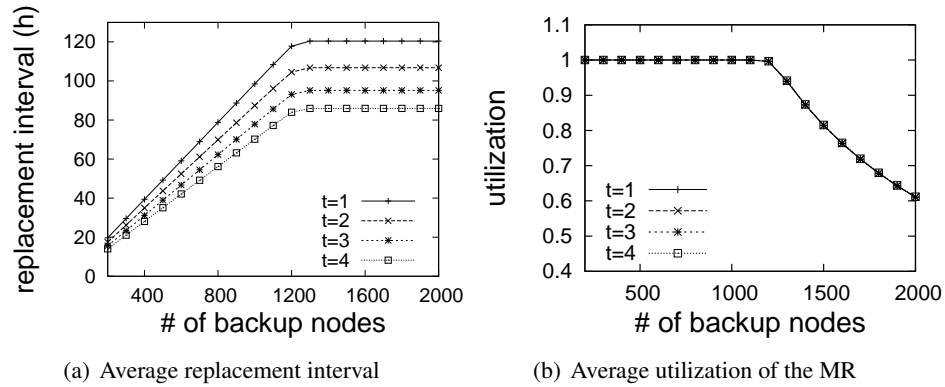 replacement interval (h)
120
100
80
60
40
20
0
t=1
t=2
t=3
t=4
400 800 1200 1600 2000
# of backup nodes
(a) Average replacement interval
utilization
1.2
1.1
1
0.9
0.8
0.7
0.6
0.5
0.4
t=1
t=2
t=3
t=4
500 1000 1500 2000
# of backup nodes
(b) Average utilization of the MR